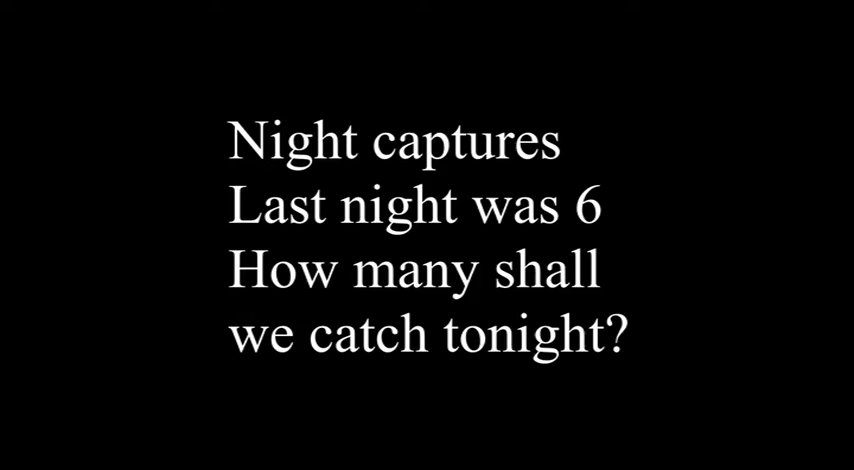 Night captures
Last night was 6
How many shall
we catch tonight?